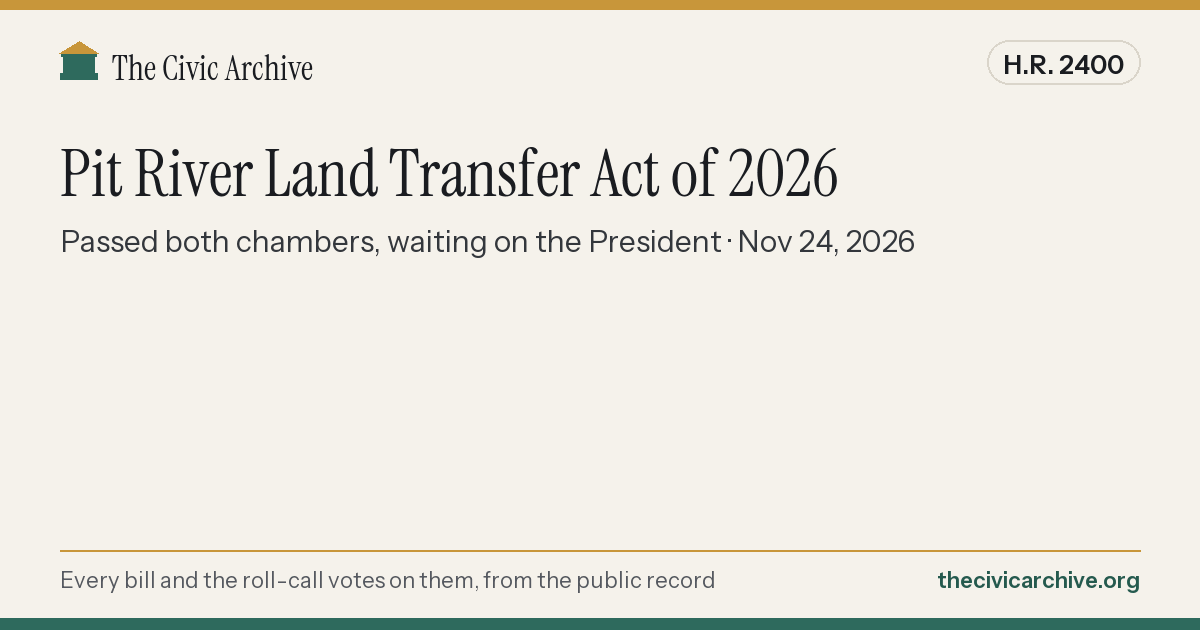 The Civic Archive
H.R. 2400
Pit River Land Transfer Act of 2026
Passed both chambers, waiting on the President · Nov 24, 2026
Every bill and the roll-call votes on them, from the public record
thecivicarchive.org